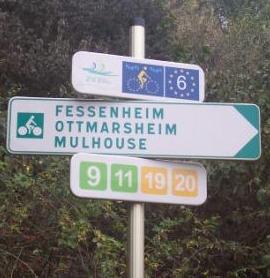 6
FESSENHEIM
OTTMARSHEIM
MULHOUSE
9 11 19 20